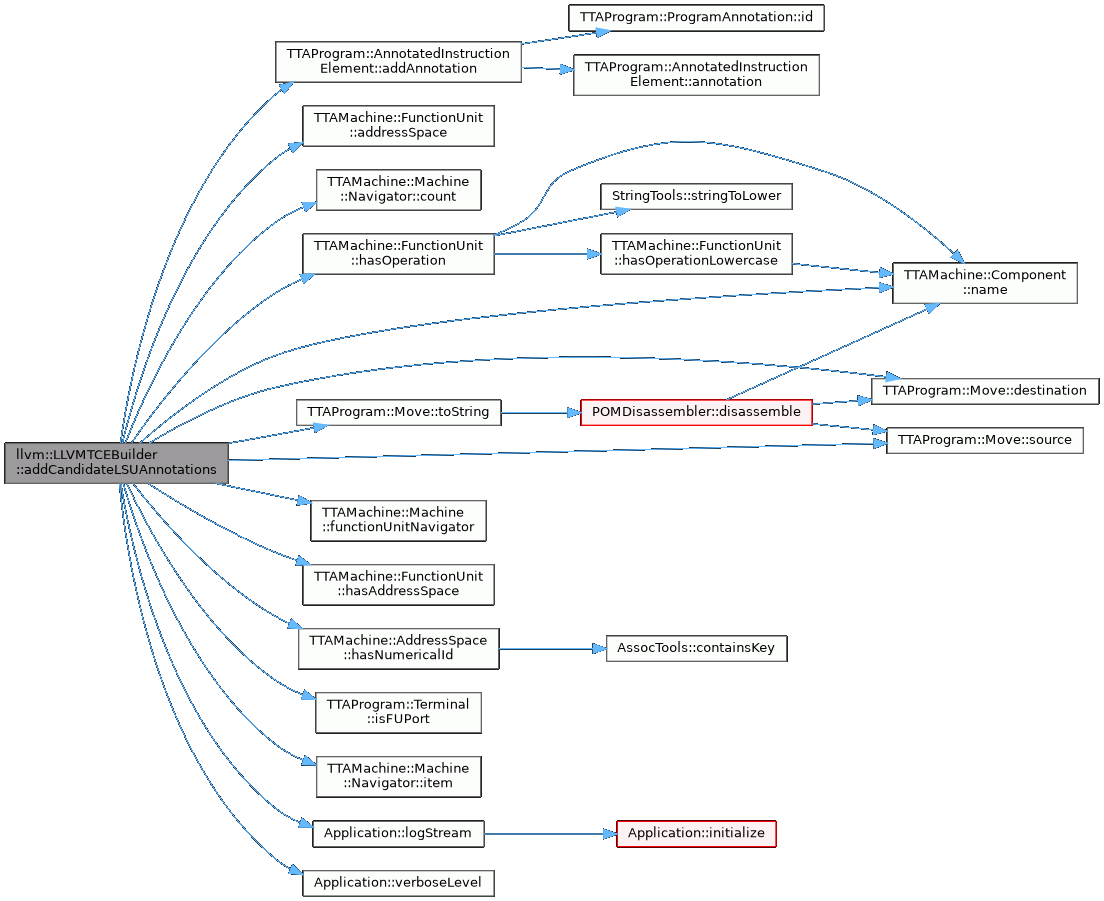 TTAProgram::ProgramAnnotation::id
TTAProgram::AnnotatedInstruction
Element::addAnnotation
TTAProgram::AnnotatedInstruction
Element::annotation
TTAMachine::FunctionUnit
::addressSpace
TTAMachine::Machine
::Navigator::count
StringTools::stringToLower
TTAMachine::FunctionUnit
::hasOperation
TTAMachine::FunctionUnit
::hasOperationLowercase
TTAMachine::Component
::name
TTAProgram::Move::destination
TTAProgram::Move::toString
POMDisassembler::disassemble
TTAProgram::Move::source
llvm::LLVMTCEBuilder
::addCandidateLSUAnnotations
TTAMachine::Machine
::functionUnitNavigator
TTAMachine::FunctionUnit
::hasAddressSpace
TTAMachine::AddressSpace
::hasNumericalId
AssocTools::containsKey
TTAProgram::Terminal
::isFUPort
TTAMachine::Machine
::Navigator::item
Application::logStream
Application::initialize
Application::verboseLevel